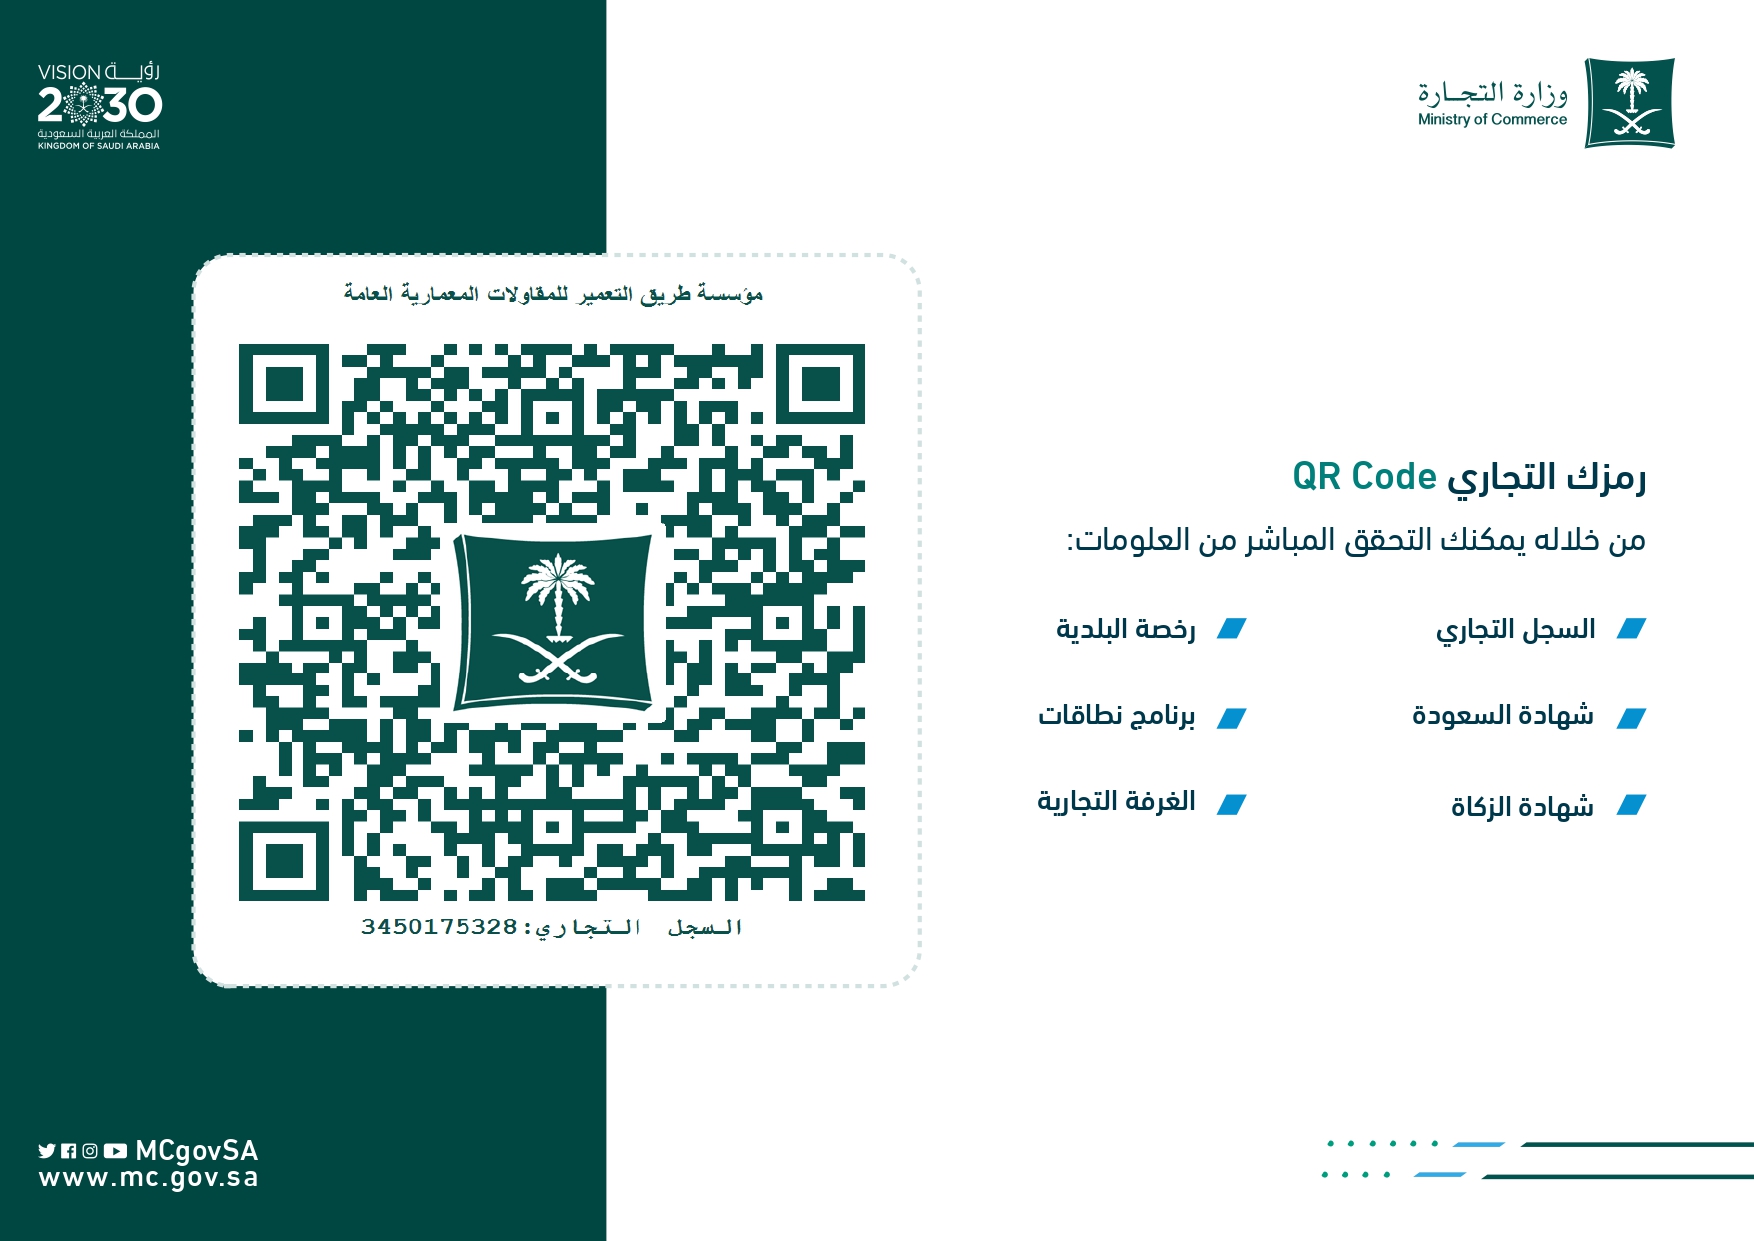 VISION رؤيـــة
2030
المملكة العربية السعودية
KINGDOM OF SAUDI ARABIA
وزارة التجـارة
Ministry of Commerce
مؤسسة طريق التعمير للمقاولات المعمارية العامة
السجل التجاري:3450175328
رمزك التجاري QR Code
من خلاله يمكنك التحقق المباشر من العلومات:
السجل التجاري
رخصة البلدية
شهادة السعودة
برنامج نطاقات
شهادة الزكاة
الغرفة التجارية
MCgovSA
www.mc.gov.sa